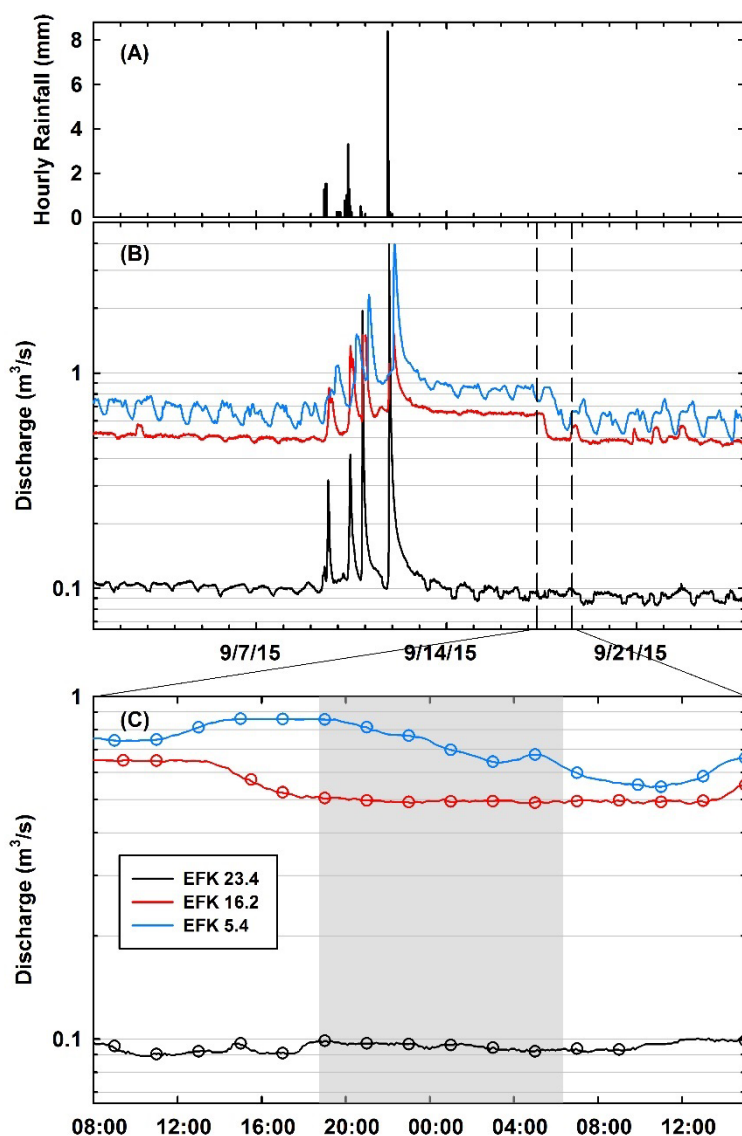 (A)
Hourly Rainfall (mm)
8
6
4
2
0
(B)
Discharge (m³/s)
1
0.1
9/7/15 9/14/15 9/21/15
(C)
Discharge (m³/s)
1
0.1
EFK 23.4
EFK 16.2
EFK 5.4
08:00 12:00 16:00 20:00 00:00 04:00 08:00 12:00